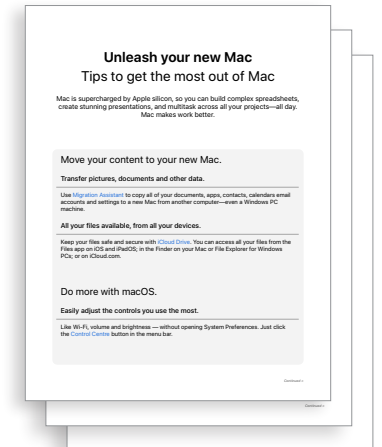 Unleash your new Mac
Tips to get the most out of Mac
Mac is supercharged by Apple silicon, so you can build complex spreadsheets,
create stunning presentations, and multitask across all your projects—all day.
Mac makes work better.
Move your content to your new Mac.
Transfer pictures, documents and other data.
Use Migration Assistant to copy all of your documents, apps, contacts, calendars email
accounts and settings to a new Mac from another computer—even a Windows PC
machine.
All your files available, from all your devices.
Keep your files safe and secure with iCloud Drive. You can access all your files from the
Files app on iOS and iPadOS; in the Finder on your Mac or File Explorer for Windows
PCs; or on iCloud.com.
Do more with macOS.
Easily adjust the controls you use the most.
Like Wi-Fi, volume and brightness — without opening System Preferences. Just click
the Control Centre button in the menu bar.